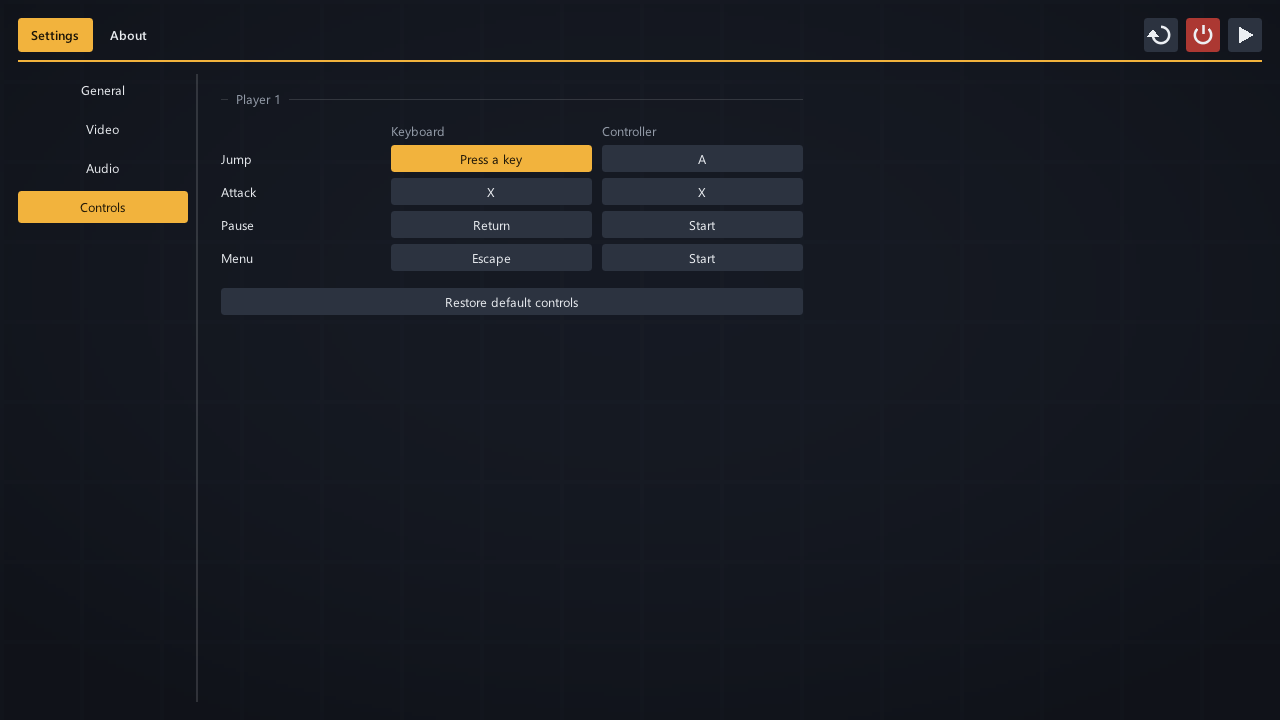 Settings About
General
Video
Audio
Controls
Player 1
Keyboard Controller
Jump Press a key A
Attack X X
Pause Return Start
Menu Escape Start
Restore default controls